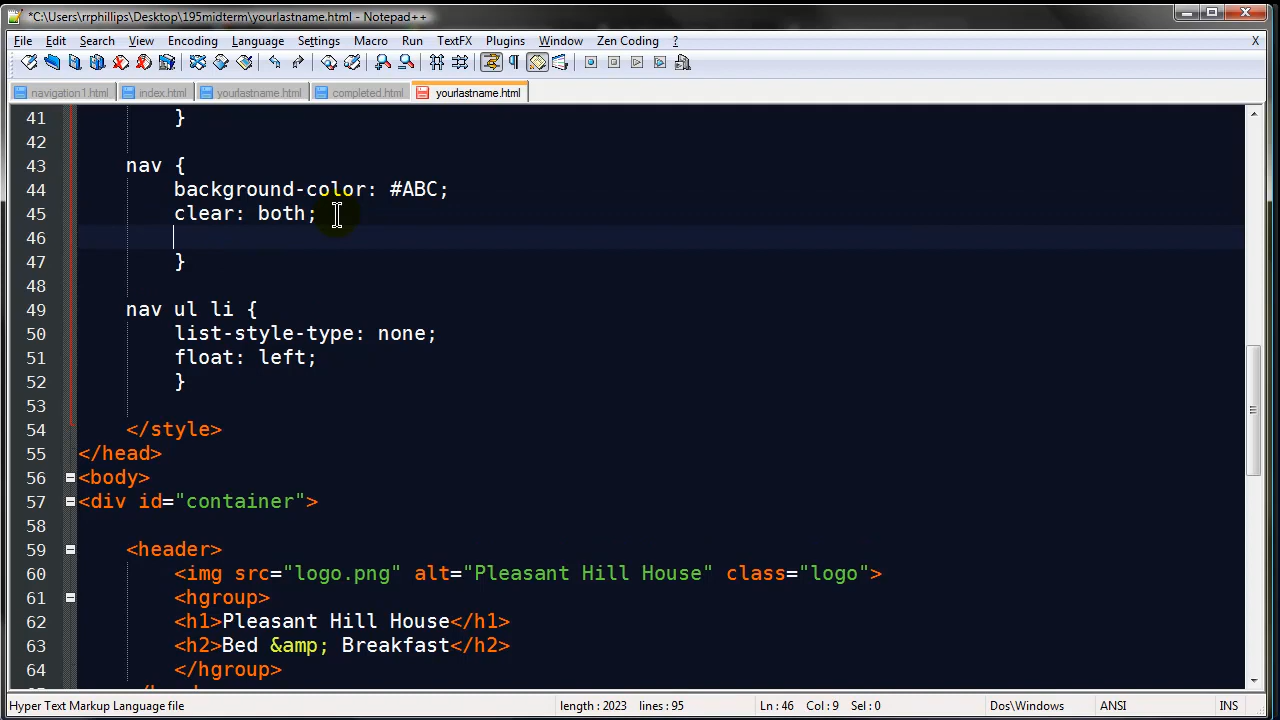 *C:\Users\rrphillips\Desktop\195midterm\yourlastname.html - Notepad++
File Edit Search View Encoding Language Settings Macro Run TextFX Plugins Window Zen Coding ? X
navigation1.html index.html yourlastname.html completed.html yourlastname.html
41 }
42
43 nav {
44 background-color: #ABC;
45 clear: both;
46
47 }
48
49 nav ul li {
50 list-style-type: none;
51 float: left;
52 }
53
54 </style>
55 </head>
56 <body>
57 <div id="container">
58
59 <header>
60 <img src="logo.png" alt="Pleasant Hill House" class="logo">
61 <hgroup>
62 <h1>Pleasant Hill House</h1>
63 <h2>Bed &amp; Breakfast</h2>
64 </hgroup>
Hyper Text Markup Language file length : 2023 lines : 95 Ln : 46 Col : 9 Sel : 0 Dos\Windows ANSI INS